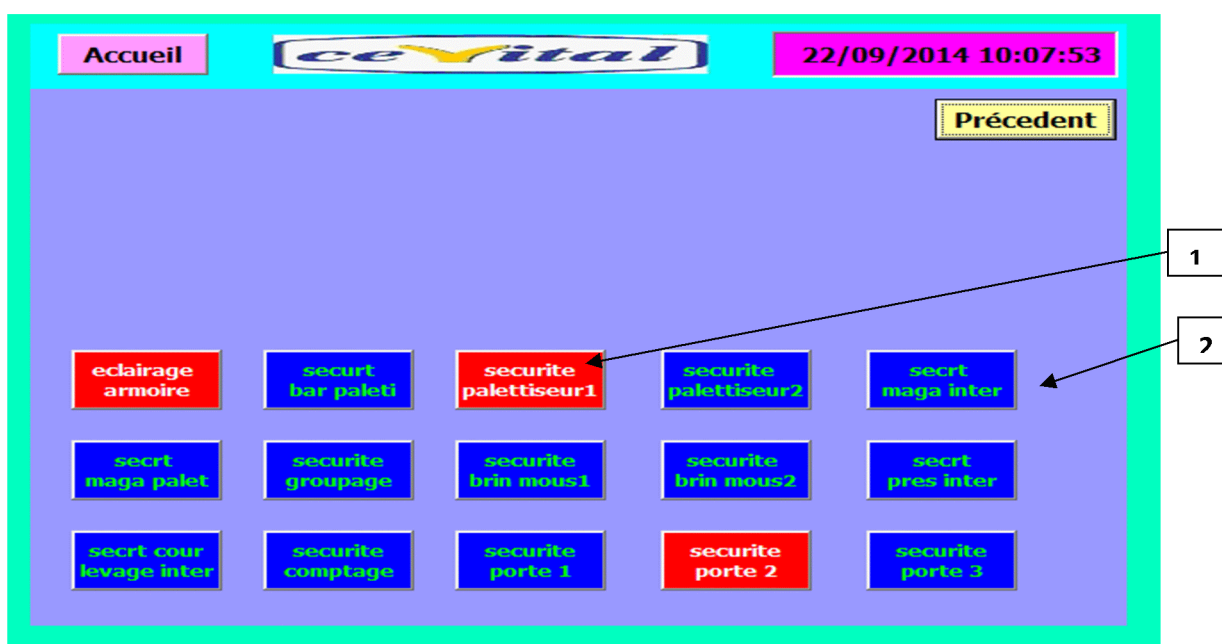 Accueil
cevital
22/09/2014 10:07:53
Précedent
1
2
eclairage
armoire
securt
bar paleti
securite
palettiseur1
securite
palettiseur2
secrt
maga inter
secrt
maga palet
securite
groupage
securite
brin mous1
securite
brin mous2
secrt
pres inter
secrt cour
levage inter
securite
comptage
securite
porte 1
securite
porte 2
securite
porte 3